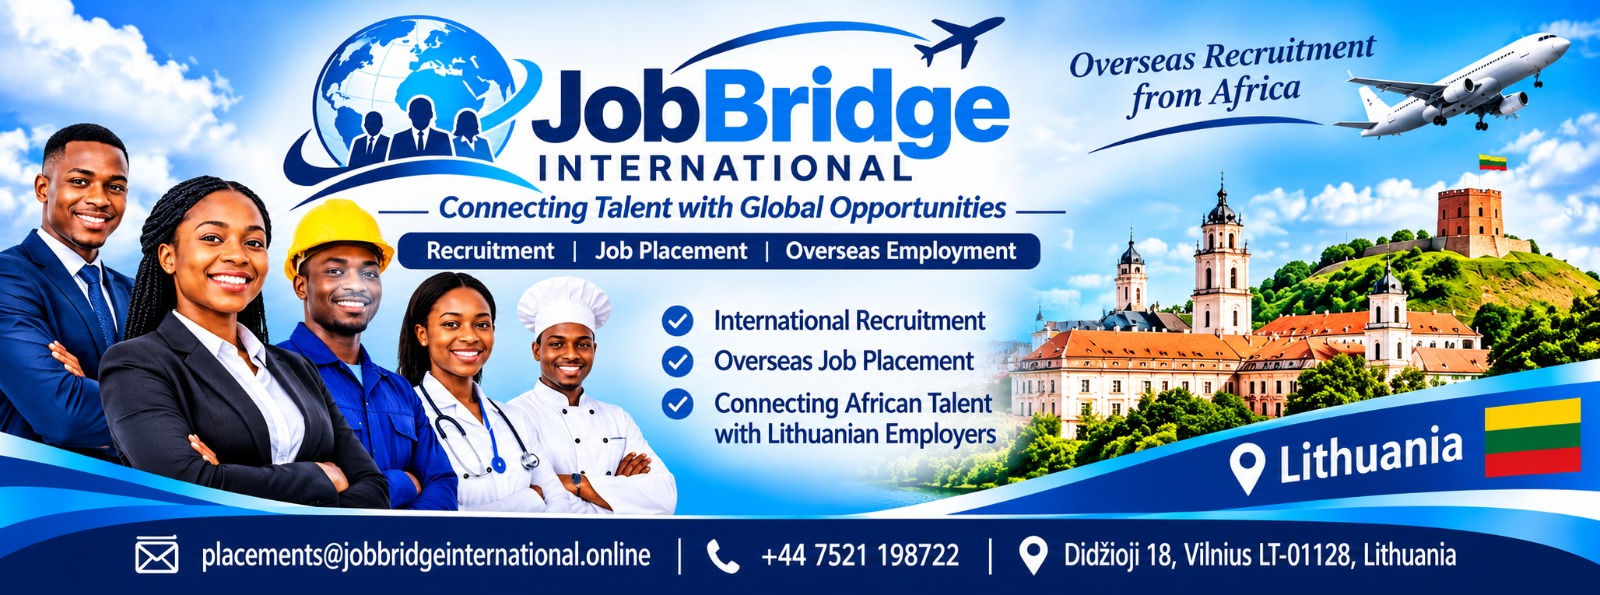 JobBridge
INTERNATIONAL
Connecting Talent with Global Opportunities
Recruitment | Job Placement | Overseas Employment
International Recruitment
Overseas Job Placement
Connecting African Talent
with Lithuanian Employers
Overseas Recruitment
from Africa
Lithuania
placements@jobbridgeinternational.online | +44 7521 198722 | Didžioji 18, Vilnius LT-01128, Lithuania